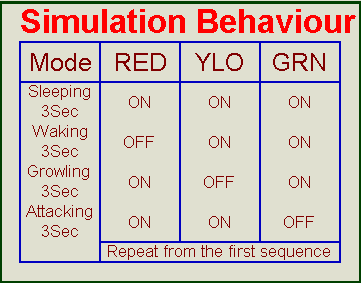 Simulation Behaviour
Mode RED YLO GRN
Sleeping
3Sec ON ON ON
Waking
3Sec OFF ON ON
Growling
3Sec ON OFF ON
Attacking
3Sec ON ON OFF
Repeat from the first sequence